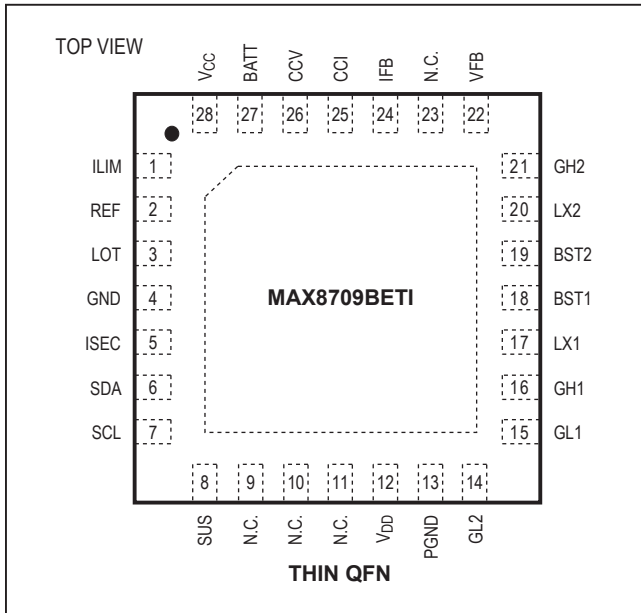 TOP VIEW
VCC BATT CCV CCI IFB N.C. VFB
28 27 26 25 24 23 22
ILIM 1 21 GH2
REF 2 20 LX2
LOT 3 19 BST2
GND 4 MAX8709BETI 18 BST1
ISEC 5 17 LX1
SDA 6 16 GH1
SCL 7 15 GL1
8 9 10 11 12 13 14
SUS N.C. N.C. N.C. VDD PGND GL2
THIN QFN